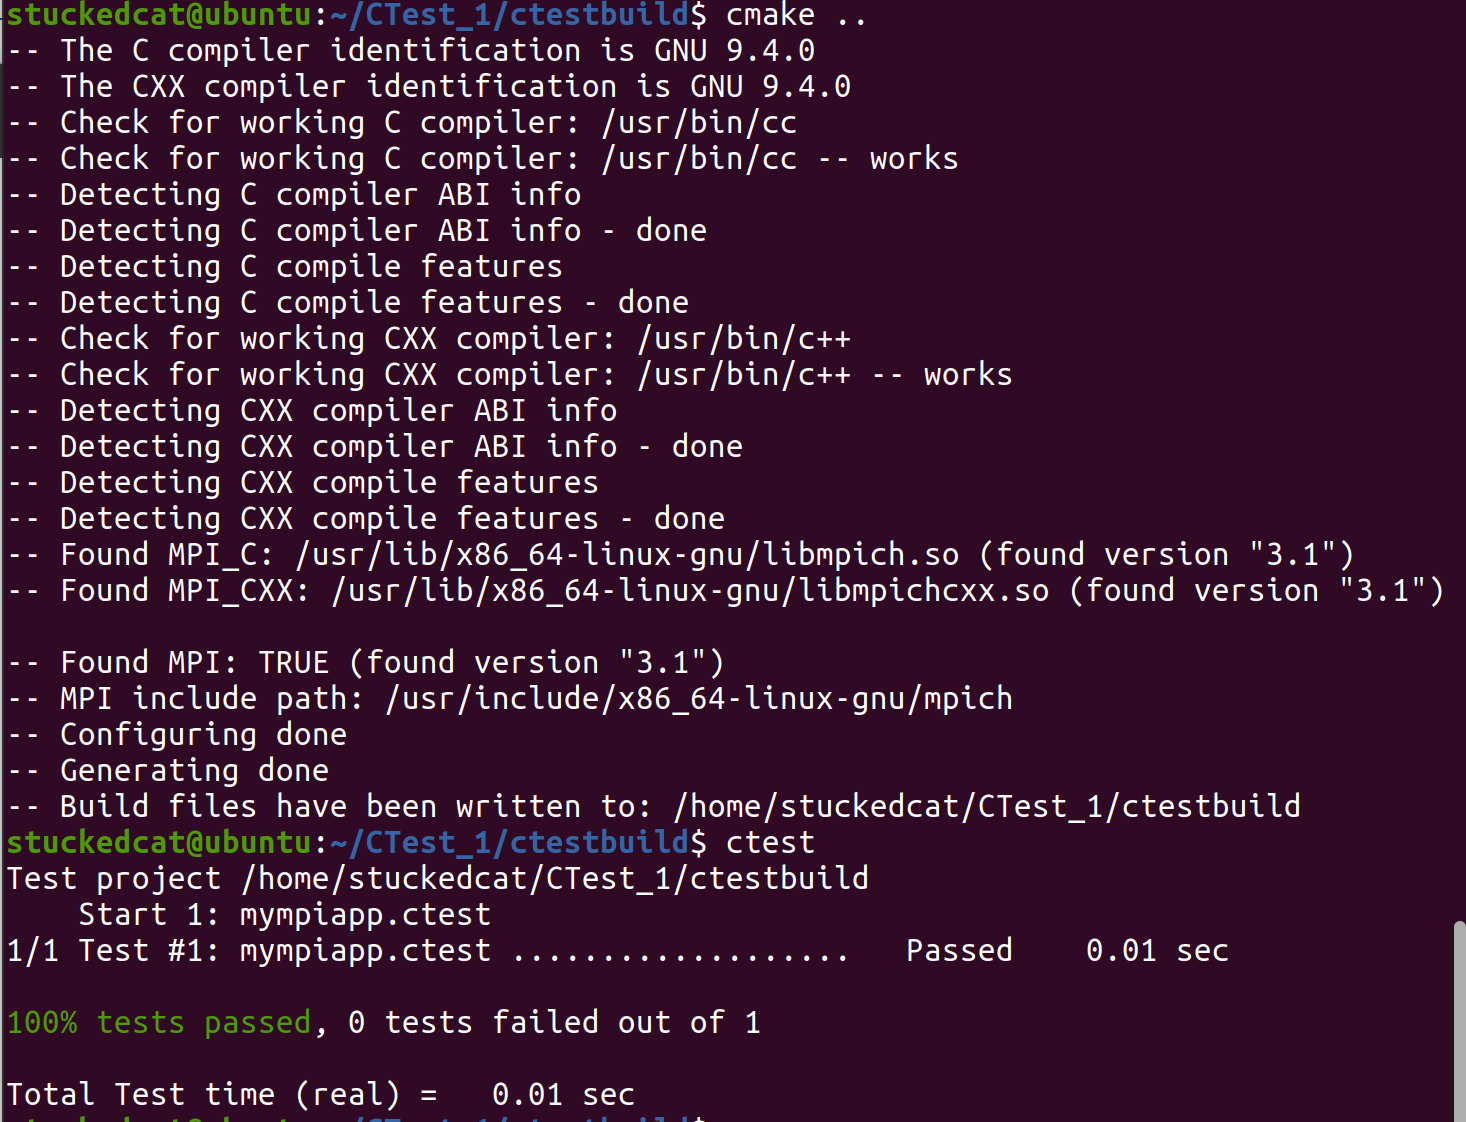 stuckedcat@ubuntu:~/CTest_1/ctestbuild$ cmake ..
-- The C compiler identification is GNU 9.4.0
-- The CXX compiler identification is GNU 9.4.0
-- Check for working C compiler: /usr/bin/cc
-- Check for working C compiler: /usr/bin/cc -- works
-- Detecting C compiler ABI info
-- Detecting C compiler ABI info - done
-- Detecting C compile features
-- Detecting C compile features - done
-- Check for working CXX compiler: /usr/bin/c++
-- Check for working CXX compiler: /usr/bin/c++ -- works
-- Detecting CXX compiler ABI info
-- Detecting CXX compiler ABI info - done
-- Detecting CXX compile features
-- Detecting CXX compile features - done
-- Found MPI_C: /usr/lib/x86_64-linux-gnu/libmpich.so (found version "3.1")
-- Found MPI_CXX: /usr/lib/x86_64-linux-gnu/libmpichcxx.so (found version "3.1")
-- Found MPI: TRUE (found version "3.1")
-- MPI include path: /usr/include/x86_64-linux-gnu/mpich
-- Configuring done
-- Generating done
-- Build files have been written to: /home/stuckedcat/CTest_1/ctestbuild
stuckedcat@ubuntu:~/CTest_1/ctestbuild$ ctest
Test project /home/stuckedcat/CTest_1/ctestbuild
    Start 1: mympiapp.ctest
1/1 Test #1: mympiapp.ctest ...................   Passed    0.01 sec
100% tests passed, 0 tests failed out of 1
Total Test time (real) =   0.01 sec